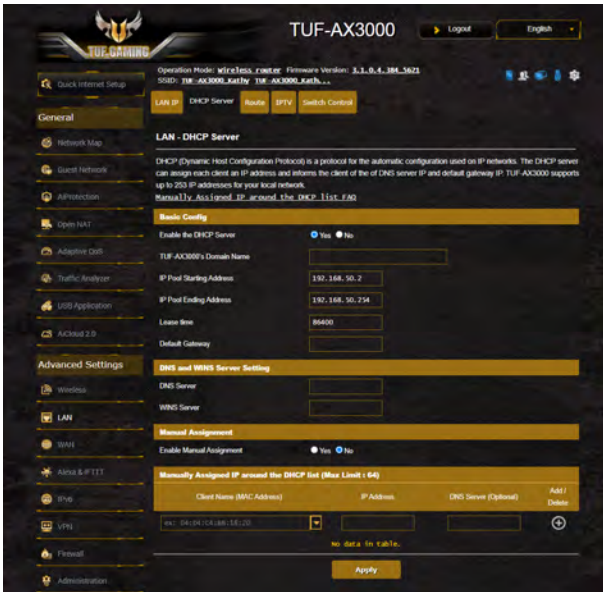 TUF GAMING
TUF-AX3000
Logout
English
Quick Internet Setup
Operation Mode: Wireless router Firmware Version: 3.1.0.4.384_5621
SSID: TUF-AX3000_Kathy TUF-AX3000_Kath...
LAN IP
DHCP Server
Route
IPTV
Switch Control
General
Network Map
Guest Network
AiProtection
Open NAT
Adaptive QoS
Traffic Analyzer
USB Application
AiCloud 2.0
Advanced Settings
Wireless
LAN
WAN
Alexa & IFTTT
IPv6
VPN
Firewall
Administration
LAN - DHCP Server
DHCP (Dynamic Host Configuration Protocol) is a protocol for the automatic configuration used on IP networks. The DHCP server
can assign each client an IP address and informs the client of the of DNS server IP and default gateway IP. TUF-AX3000 supports
up to 253 IP addresses for your local network.
Manually Assigned IP around the DHCP list FAQ
Basic Config
Enable the DHCP Server Yes No
TUF-AX3000's Domain Name
IP Pool Starting Address 192.168.50.2
IP Pool Ending Address 192.168.50.254
Lease time 86400
Default Gateway
DNS and WINS Server Setting
DNS Server
WINS Server
Manual Assignment
Enable Manual Assignment Yes No
Manually Assigned IP around the DHCP list (Max Limit : 64)
Client Name (MAC Address) IP Address DNS Server (Optional) Add /
Delete
No data in table.
Apply